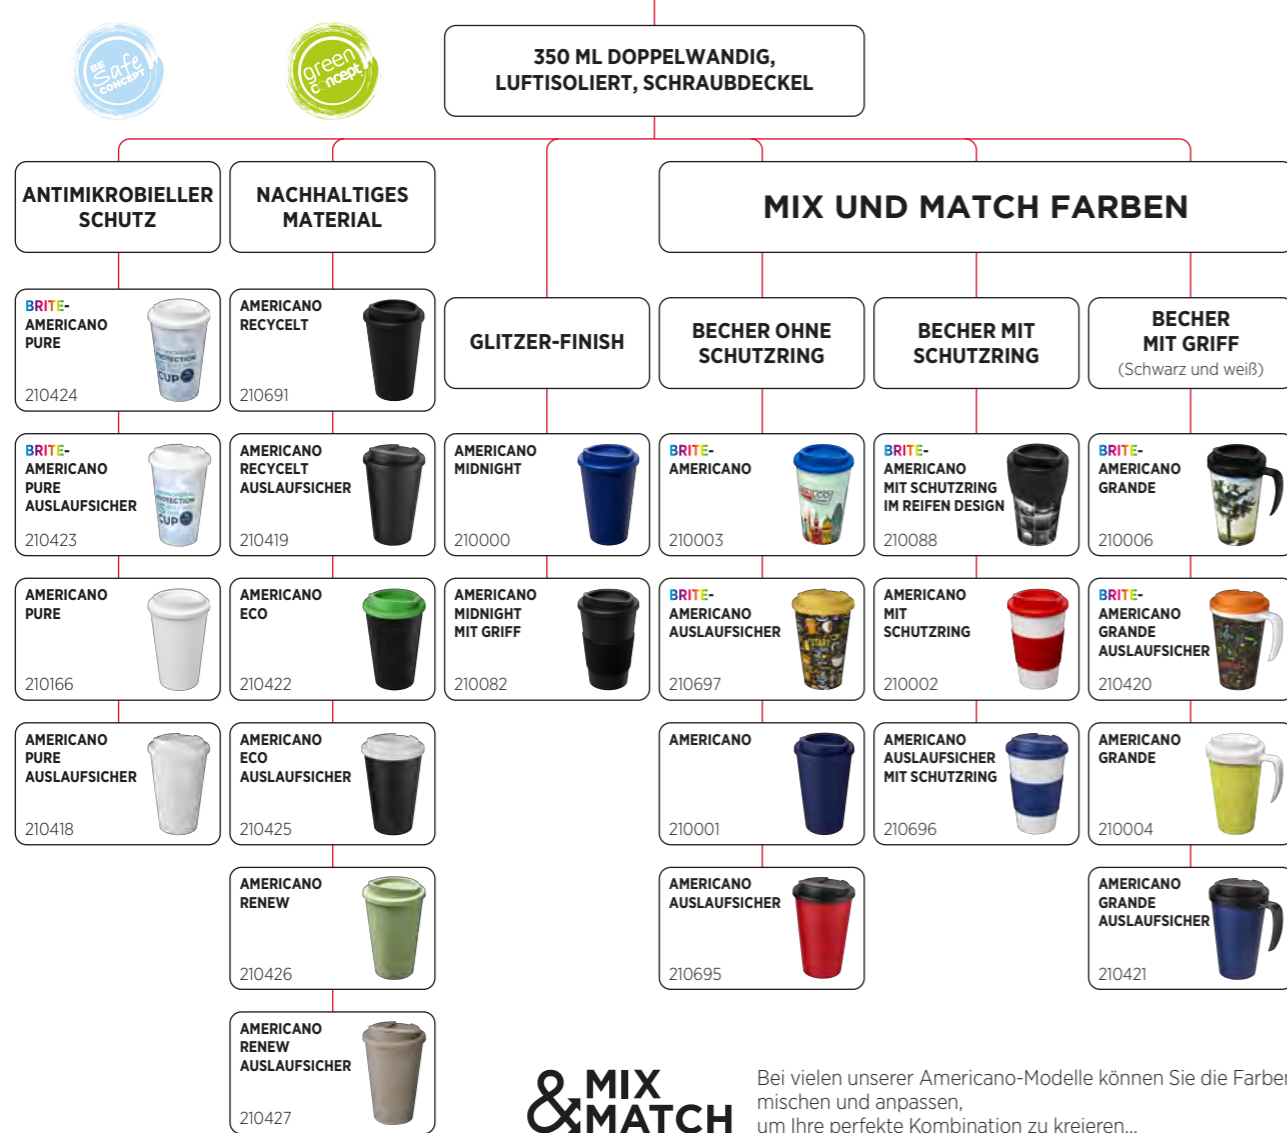 BE
Safe
CONCEPT
green
concept
350 ML DOPPELWANDIG,
LUFTISOLIERT, SCHRAUBDECKEL
ANTIMIKROBIELLER
SCHUTZ
NACHHALTIGES
MATERIAL
MIX UND MATCH FARBEN
BRITE-
AMERICANO
PURE
210424
PROTECTION
CUP
AMERICANO
RECYCELT
210691
GLITZER-FINISH
BECHER OHNE
SCHUTZRING
BECHER MIT
SCHUTZRING
BECHER
MIT GRIFF
(Schwarz und weiß)
BRITE-
AMERICANO
PURE
AUSLAUFSICHER
210423
PROTECTION
CUP
AMERICANO
RECYCELT
AUSLAUFSICHER
210419
AMERICANO
MIDNIGHT
210000
BRITE-
AMERICANO
210003
BRITE-
AMERICANO
MIT SCHUTZRING
IM REIFEN DESIGN
210088
BRITE-
AMERICANO
GRANDE
210006
AMERICANO
PURE
210166
AMERICANO
ECO
210422
AMERICANO
MIDNIGHT
MIT GRIFF
210082
BRITE-
AMERICANO
AUSLAUFSICHER
210697
START
AMERICANO
MIT
SCHUTZRING
210002
BRITE-
AMERICANO
GRANDE
AUSLAUFSICHER
210420
AMERICANO
PURE
AUSLAUFSICHER
210418
AMERICANO
ECO
AUSLAUFSICHER
210425
AMERICANO
210001
AMERICANO
AUSLAUFSICHER
MIT SCHUTZRING
210696
AMERICANO
GRANDE
210004
AMERICANO
RENEW
210426
AMERICANO
AUSLAUFSICHER
210695
AMERICANO
GRANDE
AUSLAUFSICHER
210421
AMERICANO
RENEW
AUSLAUFSICHER
210427
& MIX
MATCH
Bei vielen unserer Americano-Modelle können Sie die Farben
mischen und anpassen,
um Ihre perfekte Kombination zu kreieren...